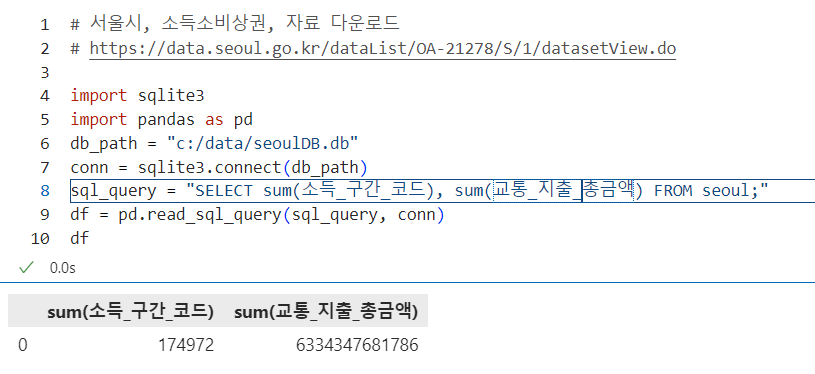 1 # 서울시, 소득소비상권, 자료 다운로드
2 # https://data.seoul.go.kr/dataList/OA-21278/S/1/datasetView.do
3
4 import sqlite3
5 import pandas as pd
6 db_path = "c:/data/seoulDB.db"
7 conn = sqlite3.connect(db_path)
8 sql_query = "SELECT sum(소득_구간_코드), sum(교통_지출_총금액) FROM seoul;"
9 df = pd.read_sql_query(sql_query, conn)
10 df
✓ 0.0s
sum(소득_구간_코드) sum(교통_지출_총금액)
0 174972 6334347681786